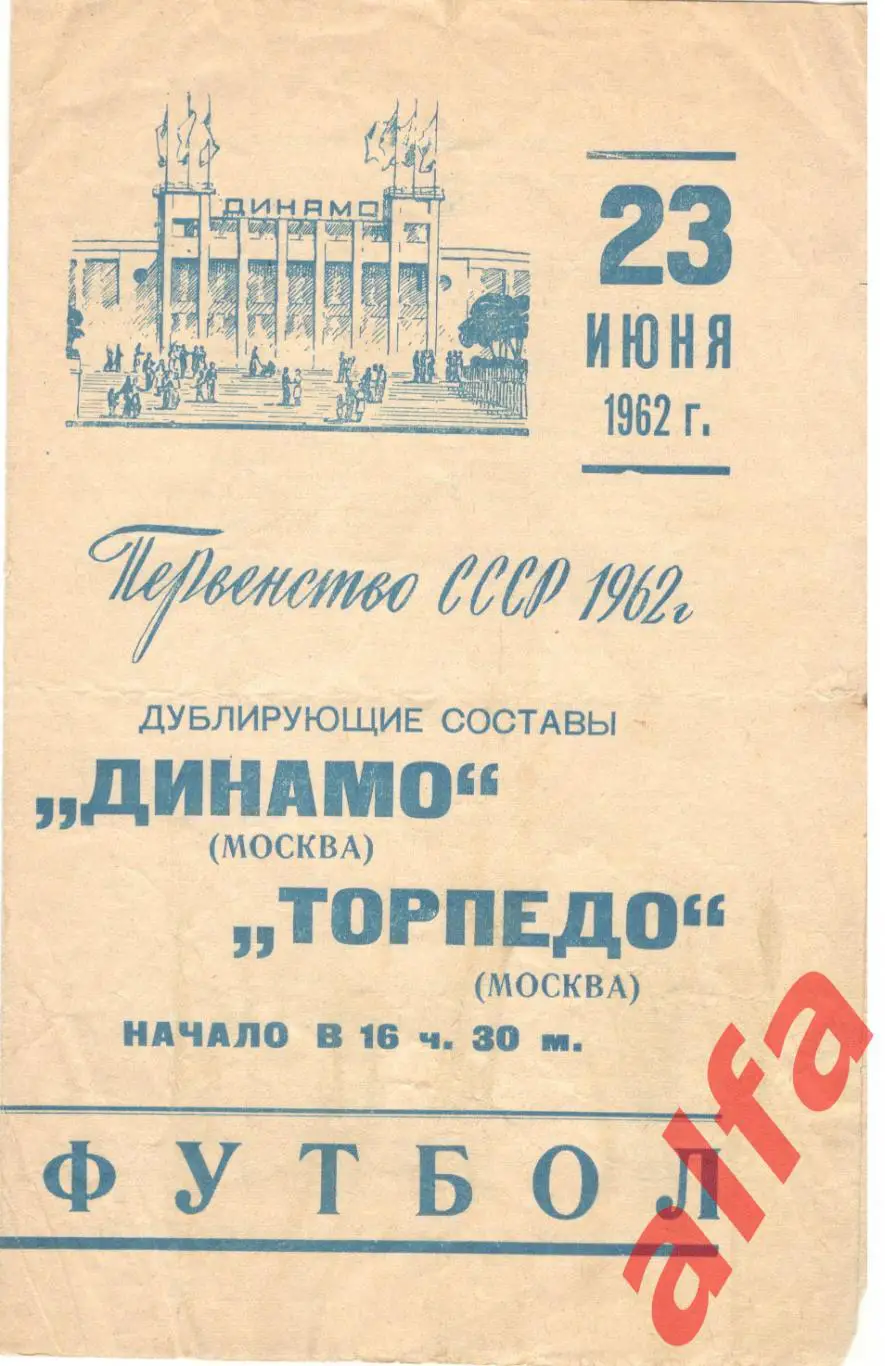 ДИНАМО
23
ИЮНЯ
1962 г.
Первенство СССР 1962г
ДУБЛИРУЮЩИЕ СОСТАВЫ
„ДИНАМО“
(МОСКВА)
„ТОРПЕДО“
(МОСКВА)
НАЧАЛО В 16 ч. 30 м.
ФУТБОЛ
alfa